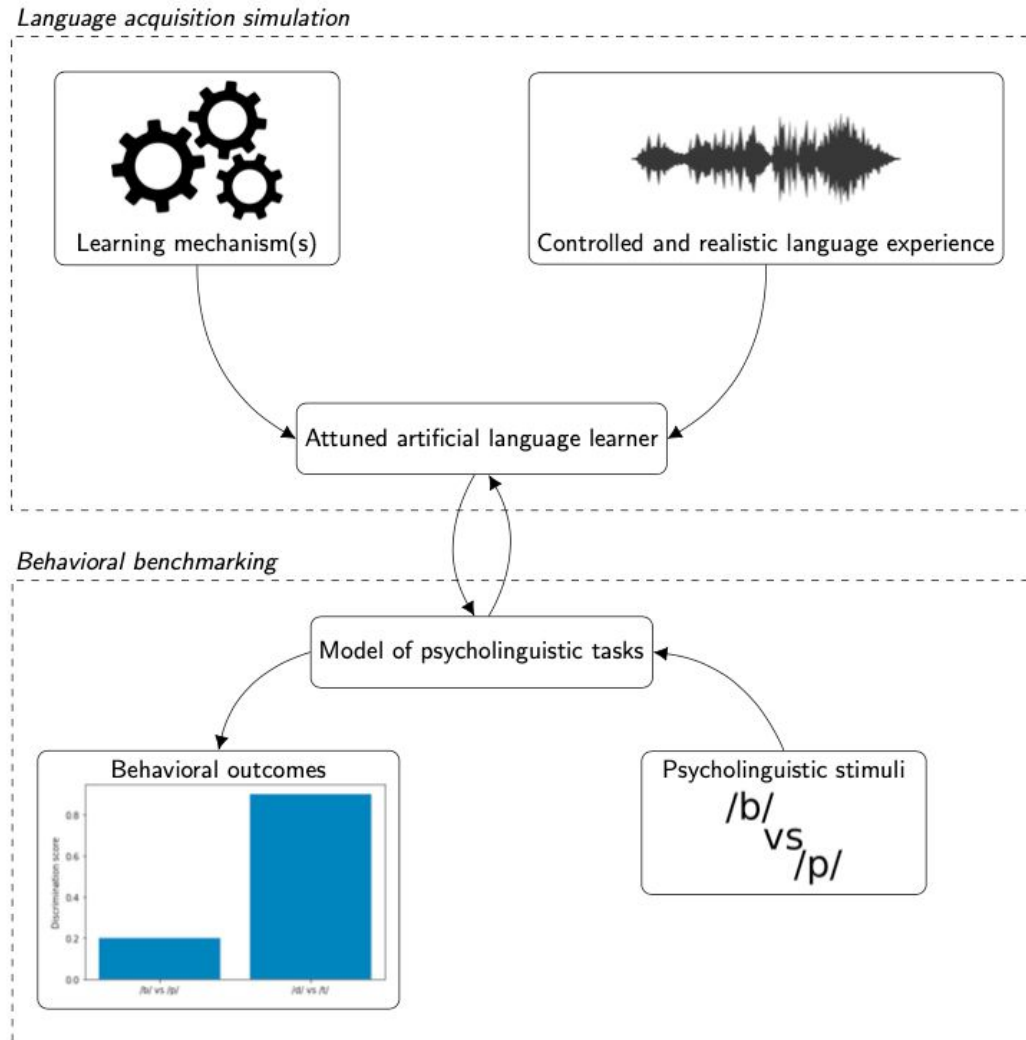 Language acquisition simulation
Learning mechanism(s)
Controlled and realistic language experience
Attuned artificial language learner
Behavioral benchmarking
Model of psycholinguistic tasks
Behavioral outcomes
Discrimination score
0.8
0.6
0.4
0.2
0.0
/b/ vs /p/
/d/ vs /t/
Psycholinguistic stimuli
/b/
vs
/p/